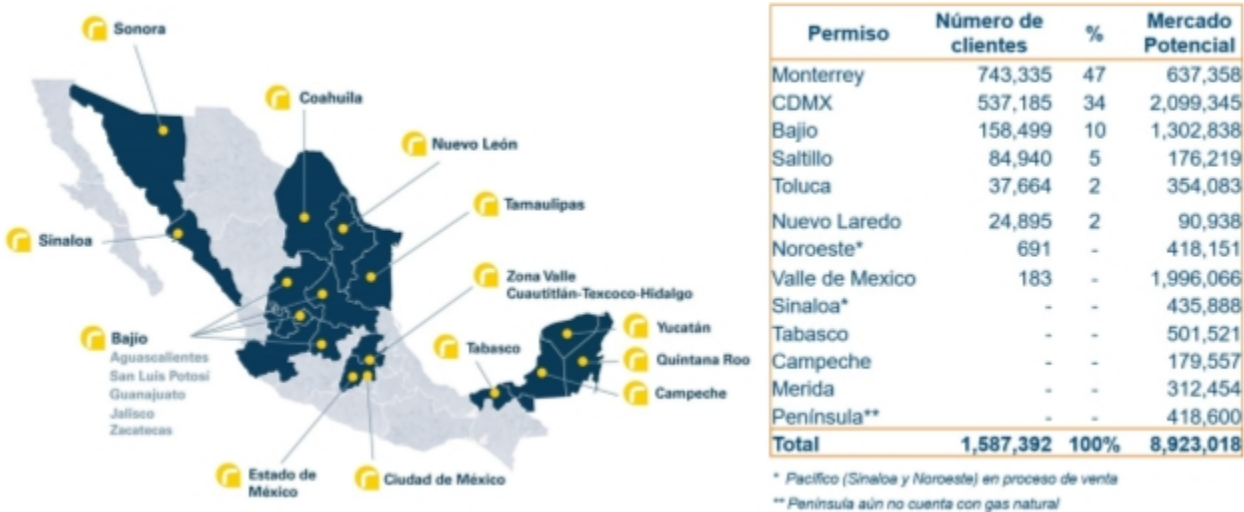 Sonora
Coahuila
Nuevo León
Tamaulipas
Sinaloa
Zona Valle
Cuautitlán-Texcoco-Hidalgo
Bajío
Aguascalientes
San Luis Potosí
Guanajuato
Jalisco
Zacatecas
Tabasco
Yucatán
Quintana Roo
Campeche
Estado de
México
Ciudad de México
Permiso Número de clientes % Mercado Potencial
Monterrey 743,335 47 637,358
CDMX 537,185 34 2,099,345
Bajio 158,499 10 1,302,838
Saltillo 84,940 5 176,219
Toluca 37,664 2 354,083
Nuevo Laredo 24,895 2 90,938
Noroeste* 691 - 418,151
Valle de Mexico 183 - 1,996,066
Sinaloa* - - 435,888
Tabasco - - 501,521
Campeche - - 179,557
Merida - - 312,454
Península** - - 418,600
Total 1,587,392 100% 8,923,018
* Pacífico (Sinaloa y Noroeste) en proceso de venta
** Península aún no cuenta con gas natural